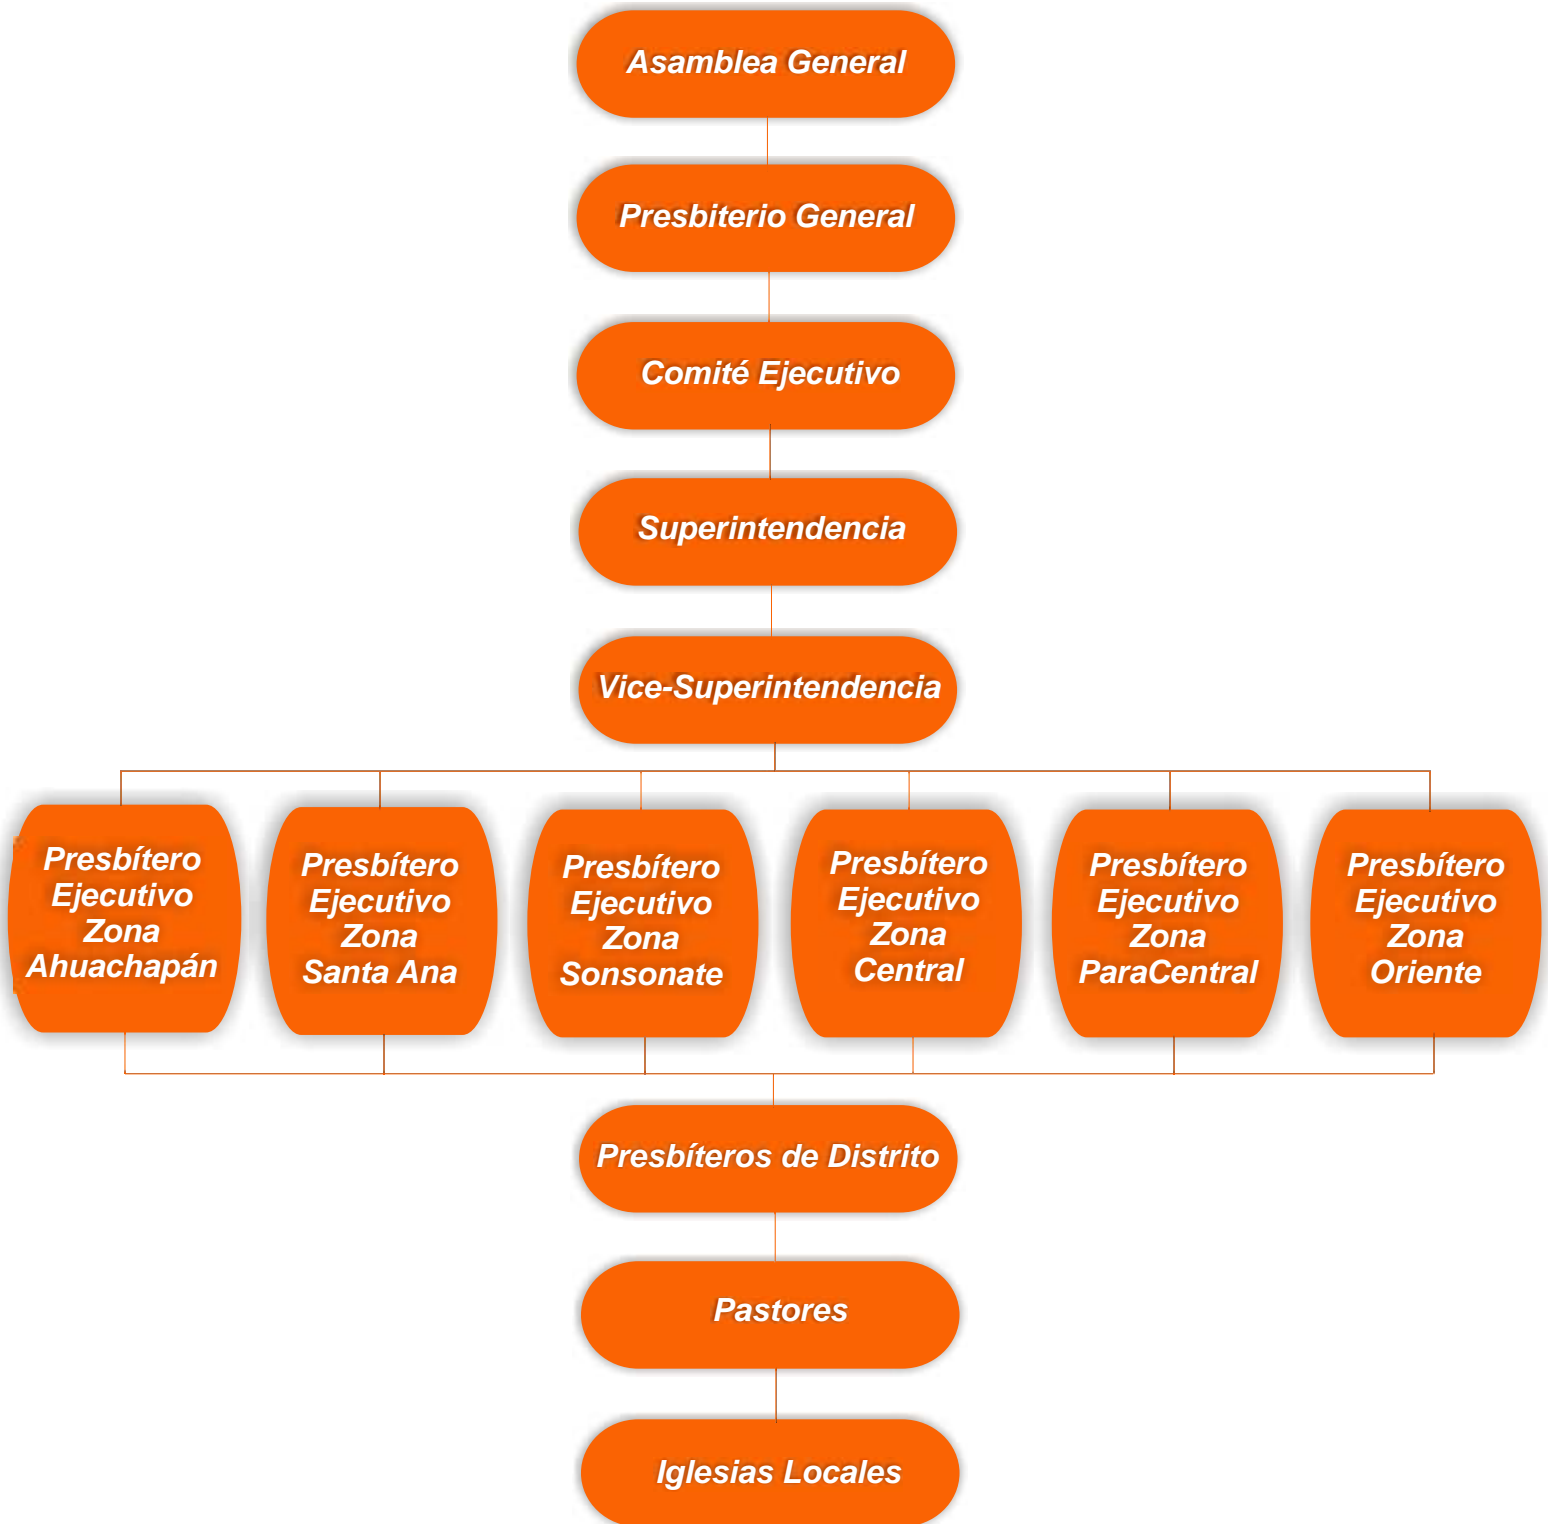 Asamblea General
Presbiterio General
Comité Ejecutivo
Superintendencia
Vice-Superintendencia
Presbítero
Ejecutivo
Zona
Ahuachapán
Presbítero
Ejecutivo
Zona
Santa Ana
Presbítero
Ejecutivo
Zona
Sonsonate
Presbítero
Ejecutivo
Zona
Central
Presbítero
Ejecutivo
Zona
ParaCentral
Presbítero
Ejecutivo
Zona
Oriente
Presbíteros de Distrito
Pastores
Iglesias Locales